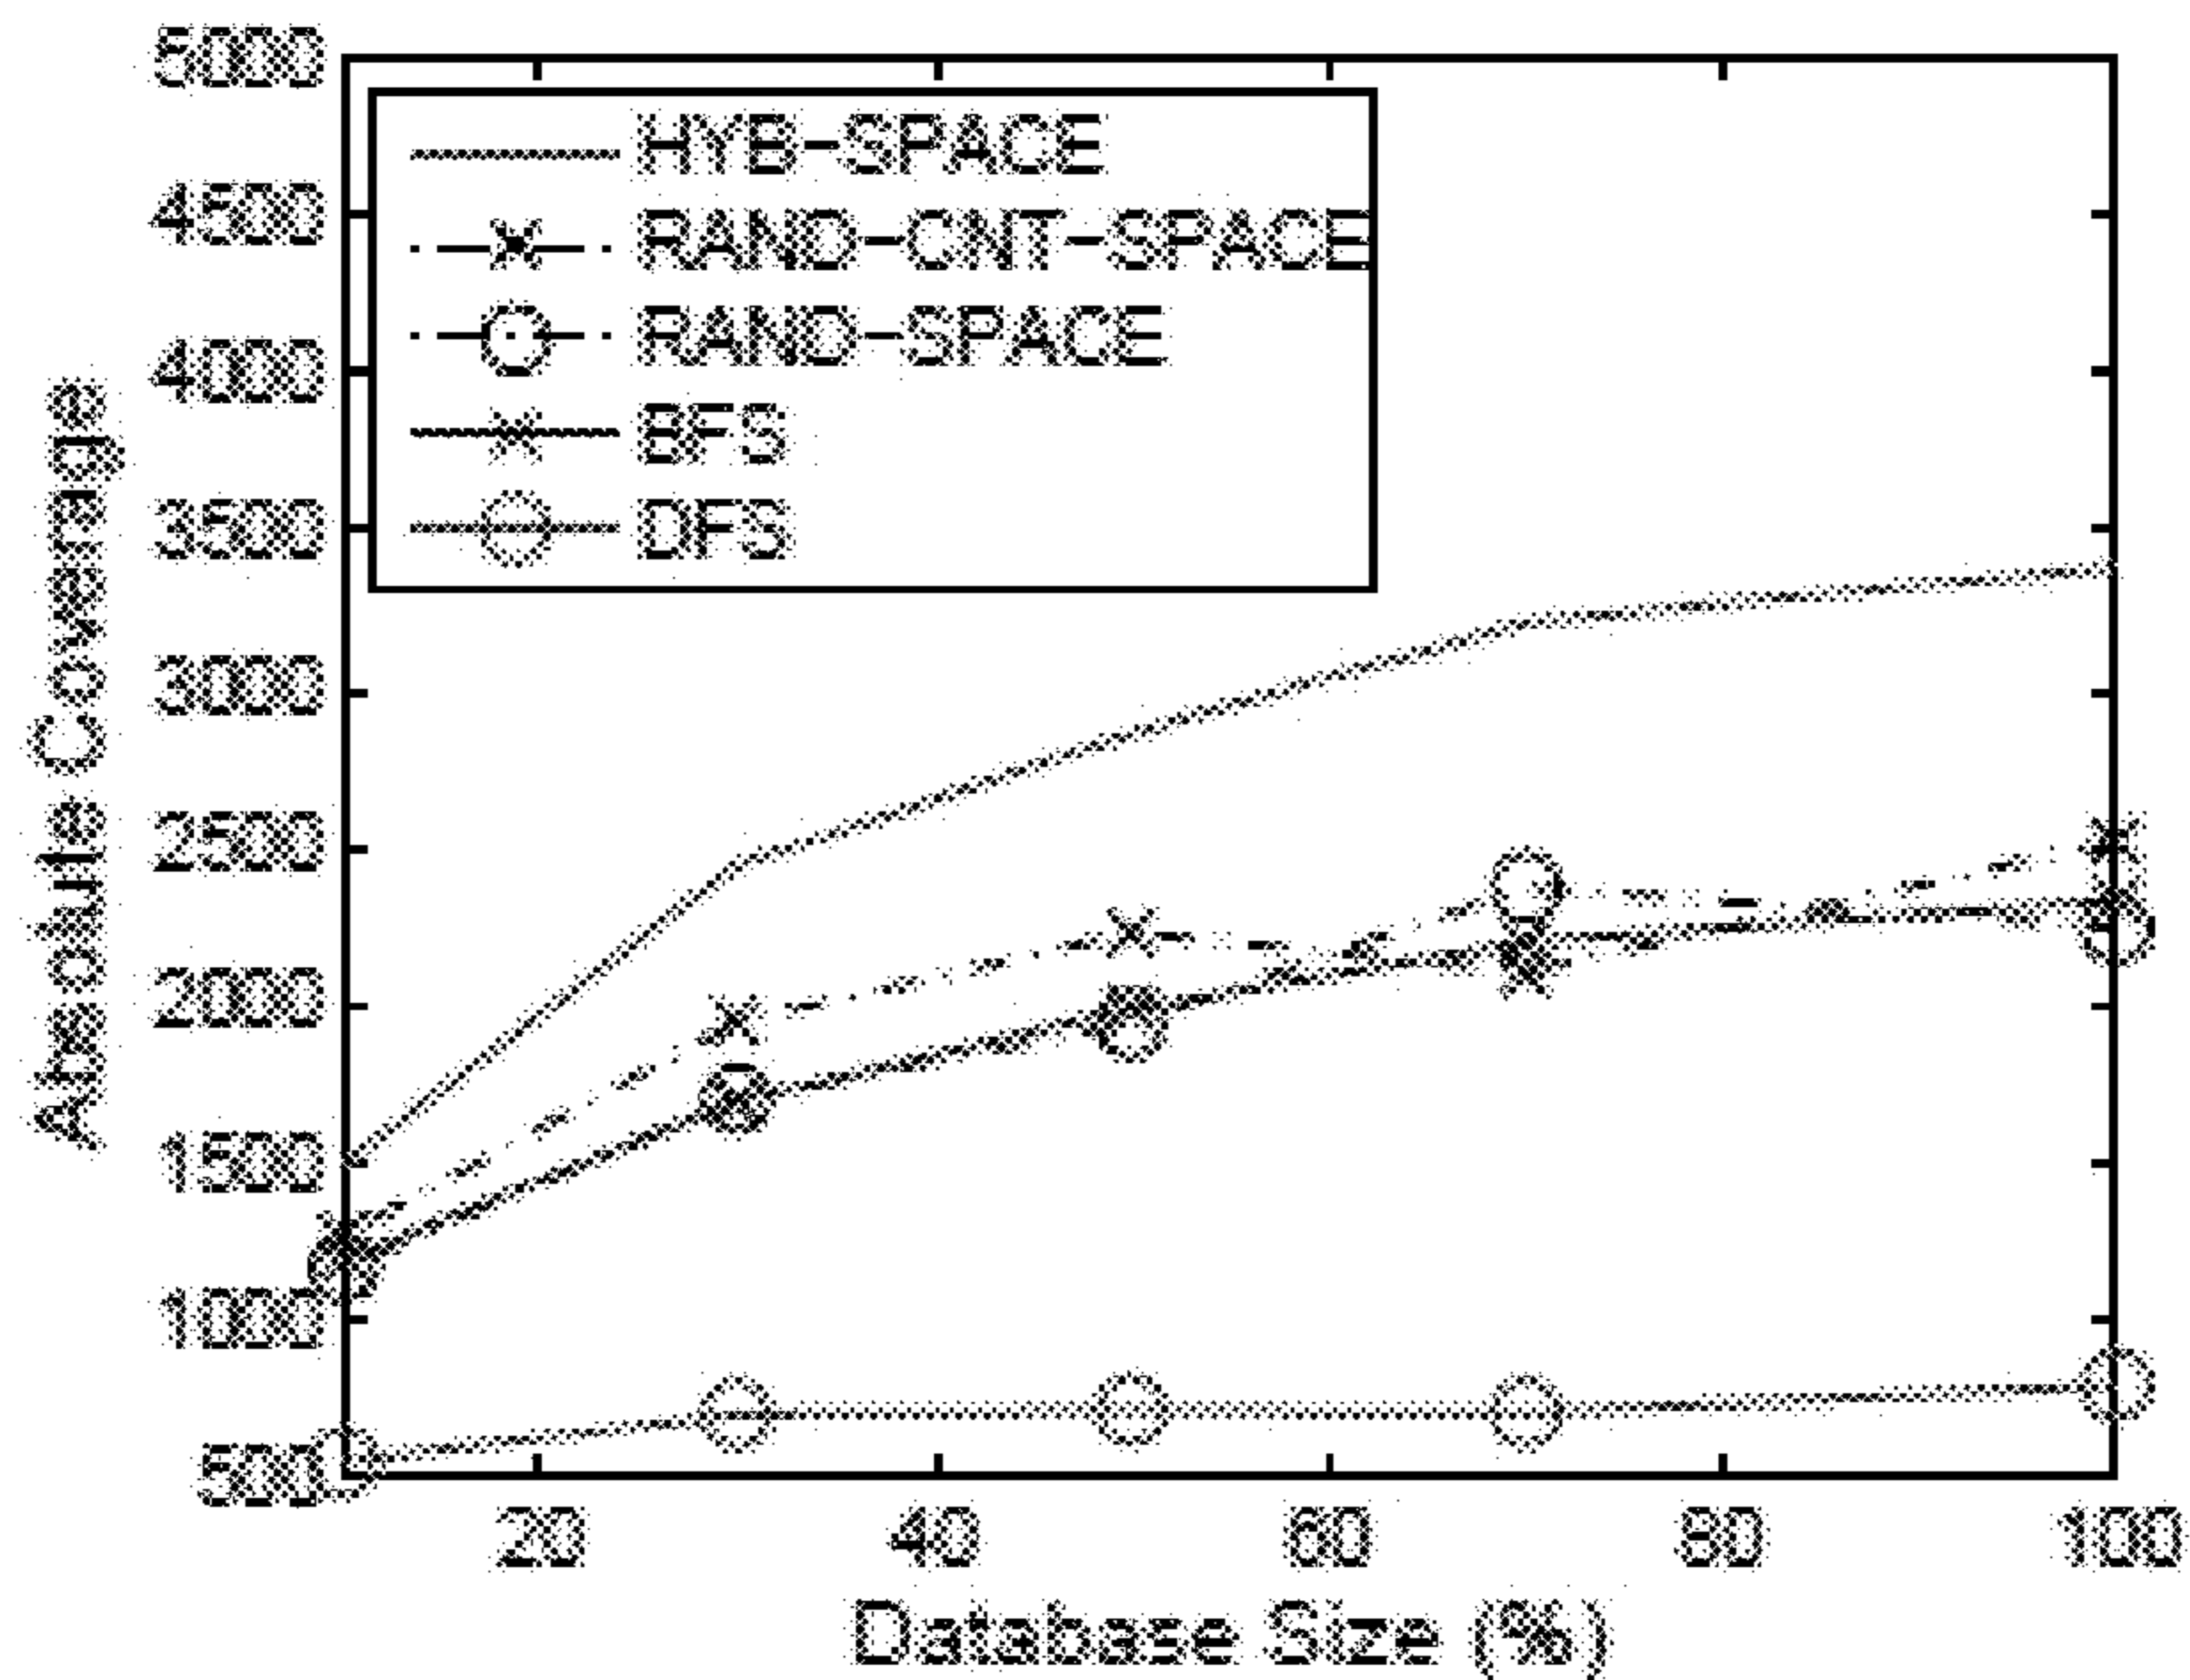 5000
4500
4000
3500
3000
2500
2000
1500
1000
500
Absolute Coverage
HYB-SPACE
RAND-CNT-SPACE
RAND-SPACE
BFS
DFS
20 40 60 80 100
Database Size (%)